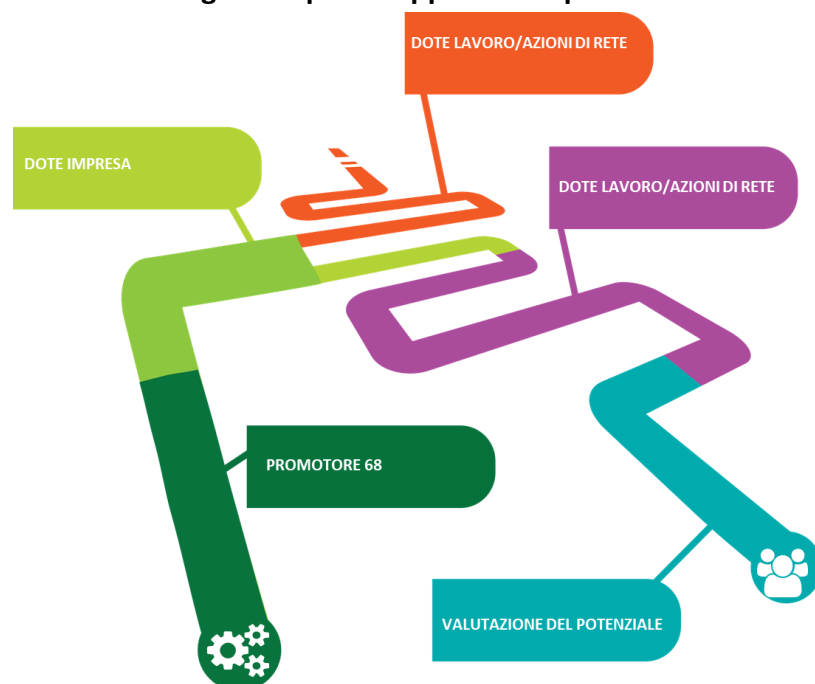 DOTE LAVORO/AZIONI DI RETE
DOTE IMPRESA
DOTE LAVORO/AZIONI DI RETE
PROMOTORE 68
VALUTAZIONE DEL POTENZIALE